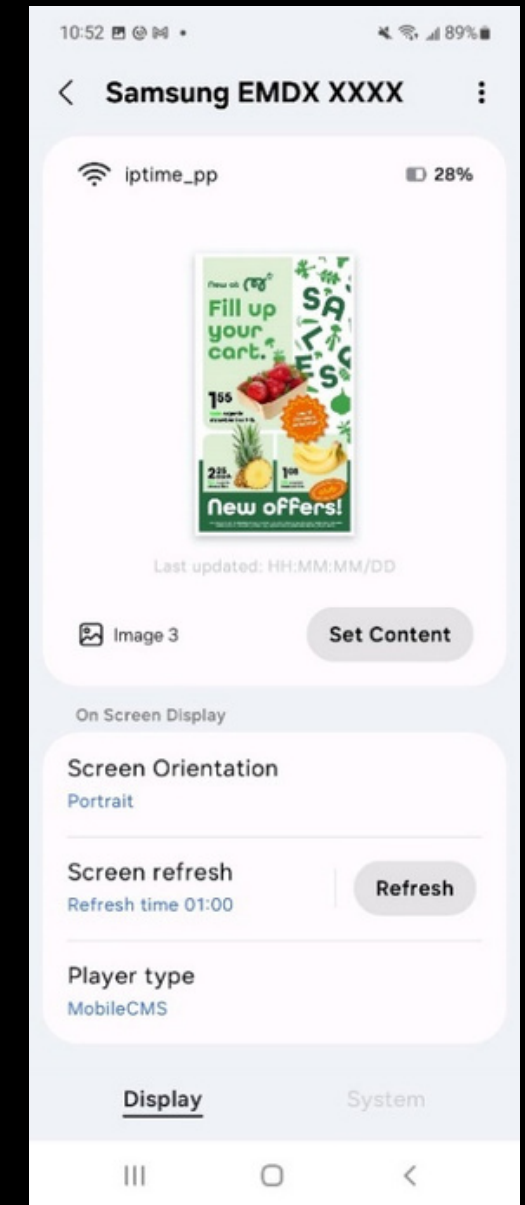 10:52
89%
Samsung EMDX XXXX
iptime_pp
28%
New at
Fill up
your
cart.
SALES
1 55
2 25
1 08
New offers!
Last updated: HH:MM:MM/DD
Image 3
Set Content
On Screen Display
Screen Orientation
Portrait
Screen refresh
Refresh time 01:00
Refresh
Player type
MobileCMS
Display
System